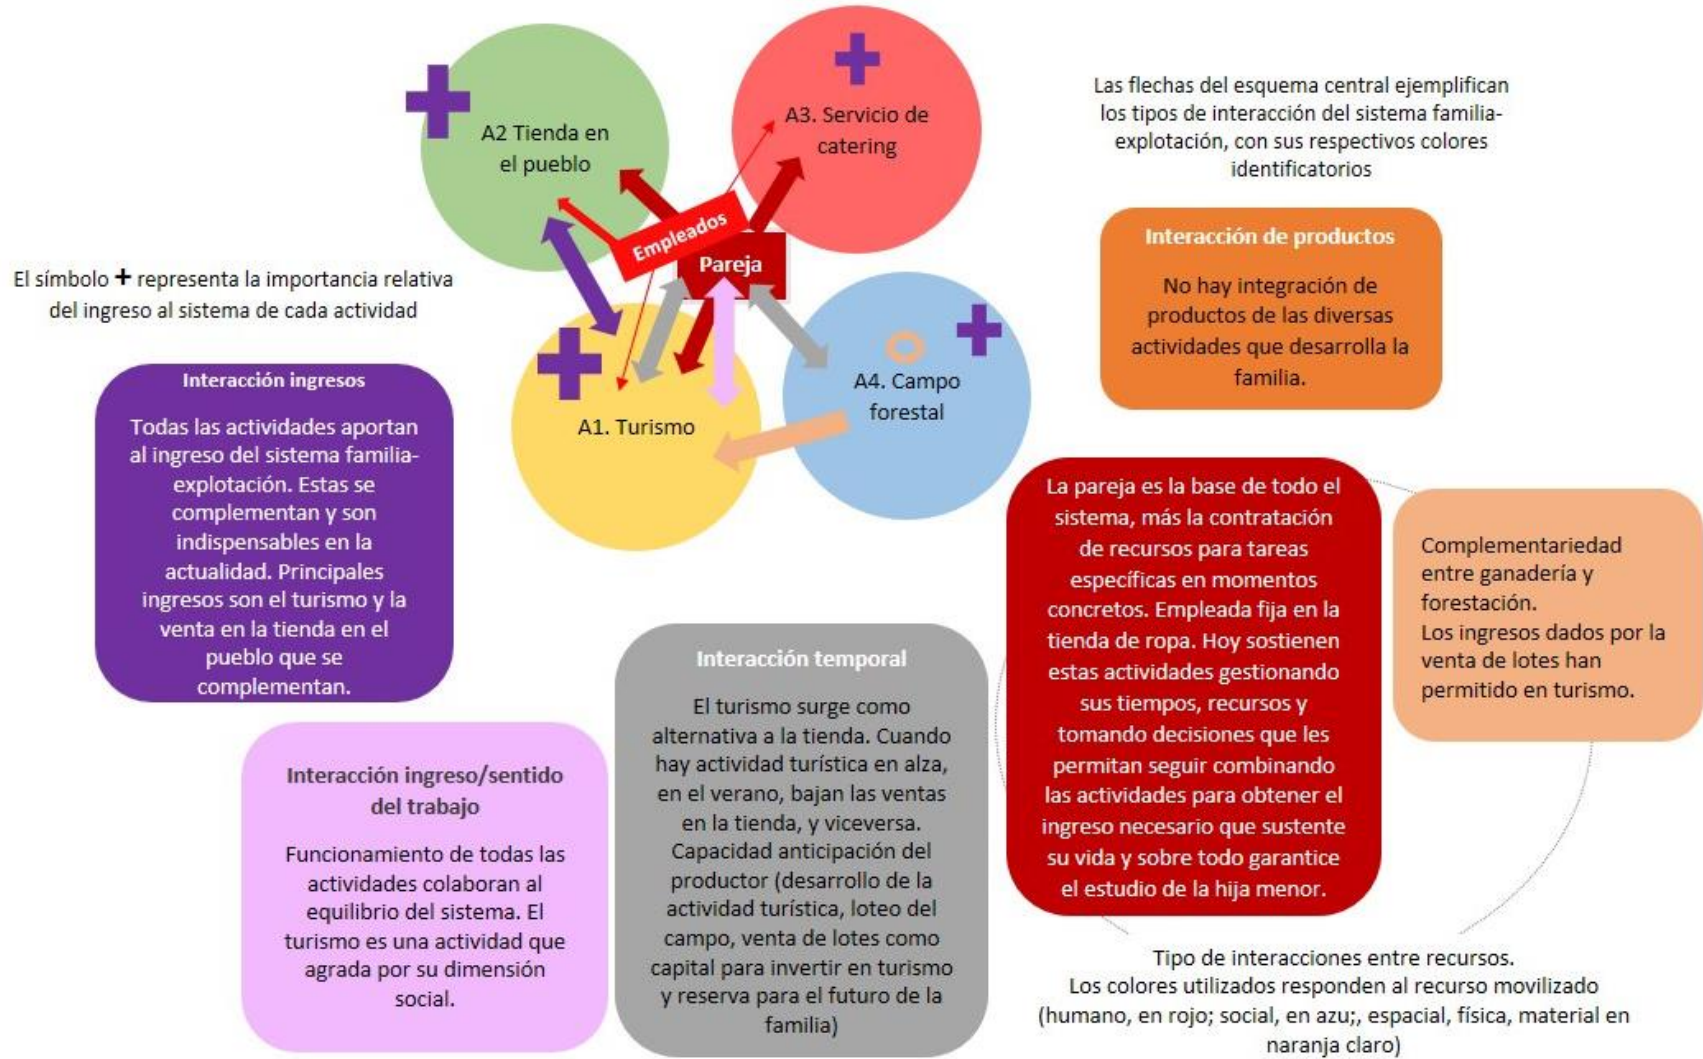 A2 Tienda en
el pueblo
A3. Servicio de
catering
Empleados
Pareja
A1. Turismo
A4. Campo
forestal
Las flechas del esquema central ejemplifican
los tipos de interacción del sistema familia-
explotación, con sus respectivos colores
identificatorios
El símbolo + representa la importancia relativa
del ingreso al sistema de cada actividad
Interacción de productos
No hay integración de
productos de las diversas
actividades que desarrolla la
familia.
Interacción ingresos
Todas las actividades aportan
al ingreso del sistema familia-
explotación. Estas se
complementan y son
indispensables en la
actualidad. Principales
ingresos son el turismo y la
venta en la tienda en el
pueblo que se
complementan.
Interacción ingreso/sentido
del trabajo
Funcionamiento de todas las
actividades colaboran al
equilibrio del sistema. El
turismo es una actividad que
agrada por su dimensión
social.
Interacción temporal
El turismo surge como
alternativa a la tienda. Cuando
hay actividad turística en alza,
en el verano, bajan las ventas
en la tienda, y viceversa.
Capacidad anticipación del
productor (desarrollo de la
actividad turística, loteo del
campo, venta de lotes como
capital para invertir en turismo
y reserva para el futuro de la
familia)
La pareja es la base de todo el
sistema, más la contratación
de recursos para tareas
específicas en momentos
concretos. Empleada fija en la
tienda de ropa. Hoy sostienen
estas actividades gestionando
sus tiempos, recursos y
tomando decisiones que les
permitan seguir combinando
las actividades para obtener el
ingreso necesario que sustente
su vida y sobre todo garantice
el estudio de la hija menor.
Complementariedad
entre ganadería y
forestación.
Los ingresos dados por la
venta de lotes han
permitido en turismo.
Tipo de interacciones entre recursos.
Los colores utilizados responden al recurso movilizado
(humano, en rojo; social, en azu;, espacial, física, material en
naranja claro)